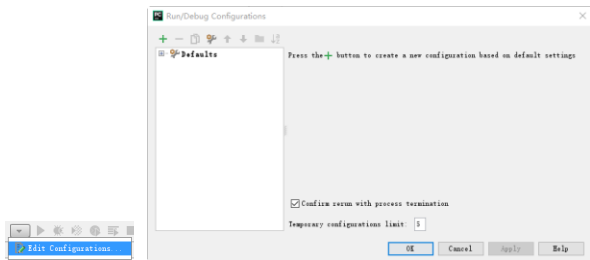 Run/Debug Configurations
Defaults
Press the + button to create a new configuration based on default settings
Confirm rerun with process termination
Temporary configurations limit: 5
OK Cancel Apply Help
Edit Configurations...